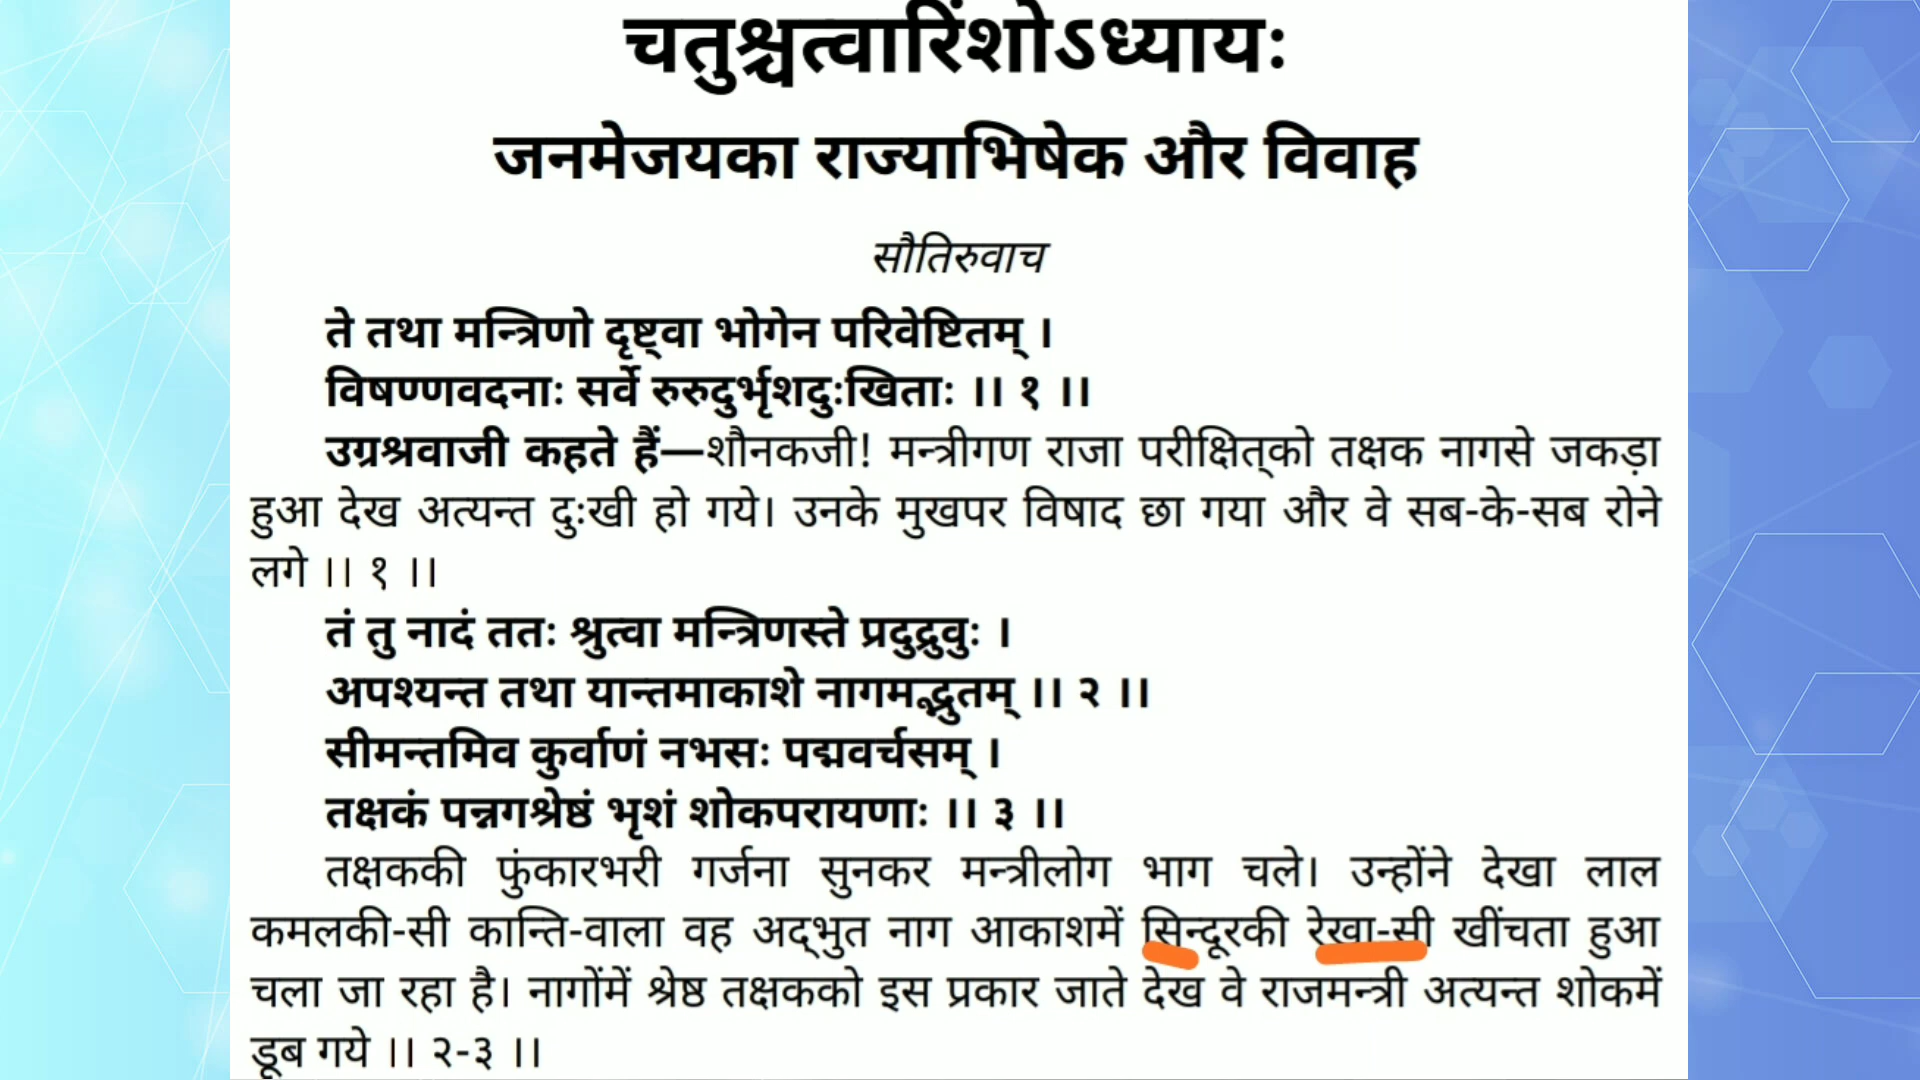 चतुश्चत्वारिंशोऽध्यायः
जनमेजयका राज्याभिषेक और विवाह
सौतिरुवाच
ते तथा मन्त्रिणो दृष्ट्वा भोगेन परिवेष्टितम् ।
विषण्णवदनाः सर्वे रुरुदुर्भृशदुःखिताः ।। १ ।।
उग्रश्रवाजी कहते हैं—शौनकजी! मन्त्रीगण राजा परीक्षित्‌को तक्षक नागसे जकड़ा
हुआ देख अत्यन्त दुःखी हो गये। उनके मुखपर विषाद छा गया और वे सब-के-सब रोने
लगे ।। १ ।।
तं तु नादं ततः श्रुत्वा मन्त्रिणस्ते प्रदुद्रुवुः ।
अपश्यन्त तथा यान्तमाकाशे नागमद्भुतम् ।। २ ।।
सीमन्तमिव कुर्वाणं नभसः पद्मवर्चसम् ।
तक्षकं पन्नगश्रेष्ठं भृशं शोकपरायणाः ।। ३ ।।
तक्षककी फुंकारभरी गर्जना सुनकर मन्त्रीलोग भाग चले। उन्होंने देखा लाल
कमलकी-सी कान्ति-वाला वह अद्‌भुत नाग आकाशमें सिन्दूरकी रेखा-सी खींचता हुआ
चला जा रहा है। नागोंमें श्रेष्ठ तक्षकको इस प्रकार जाते देख वे राजमन्त्री अत्यन्त शोकमें
डूब गये ।। २-३ ।।